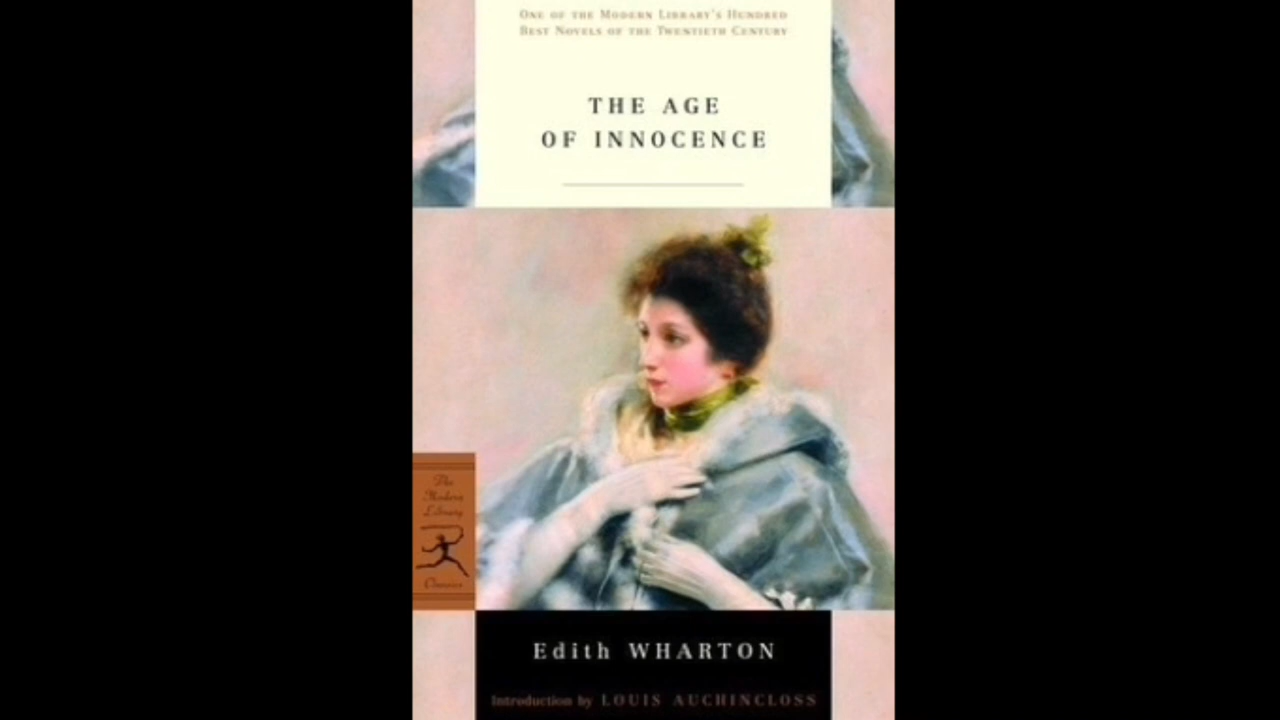 ONE OF THE MODERN LIBRARY'S HUNDRED
BEST NOVELS OF THE TWENTIETH CENTURY
THE AGE
OF INNOCENCE
The
Modern
Library
Classics
Edith WHARTON
Introduction by LOUIS AUCHINCLOSS